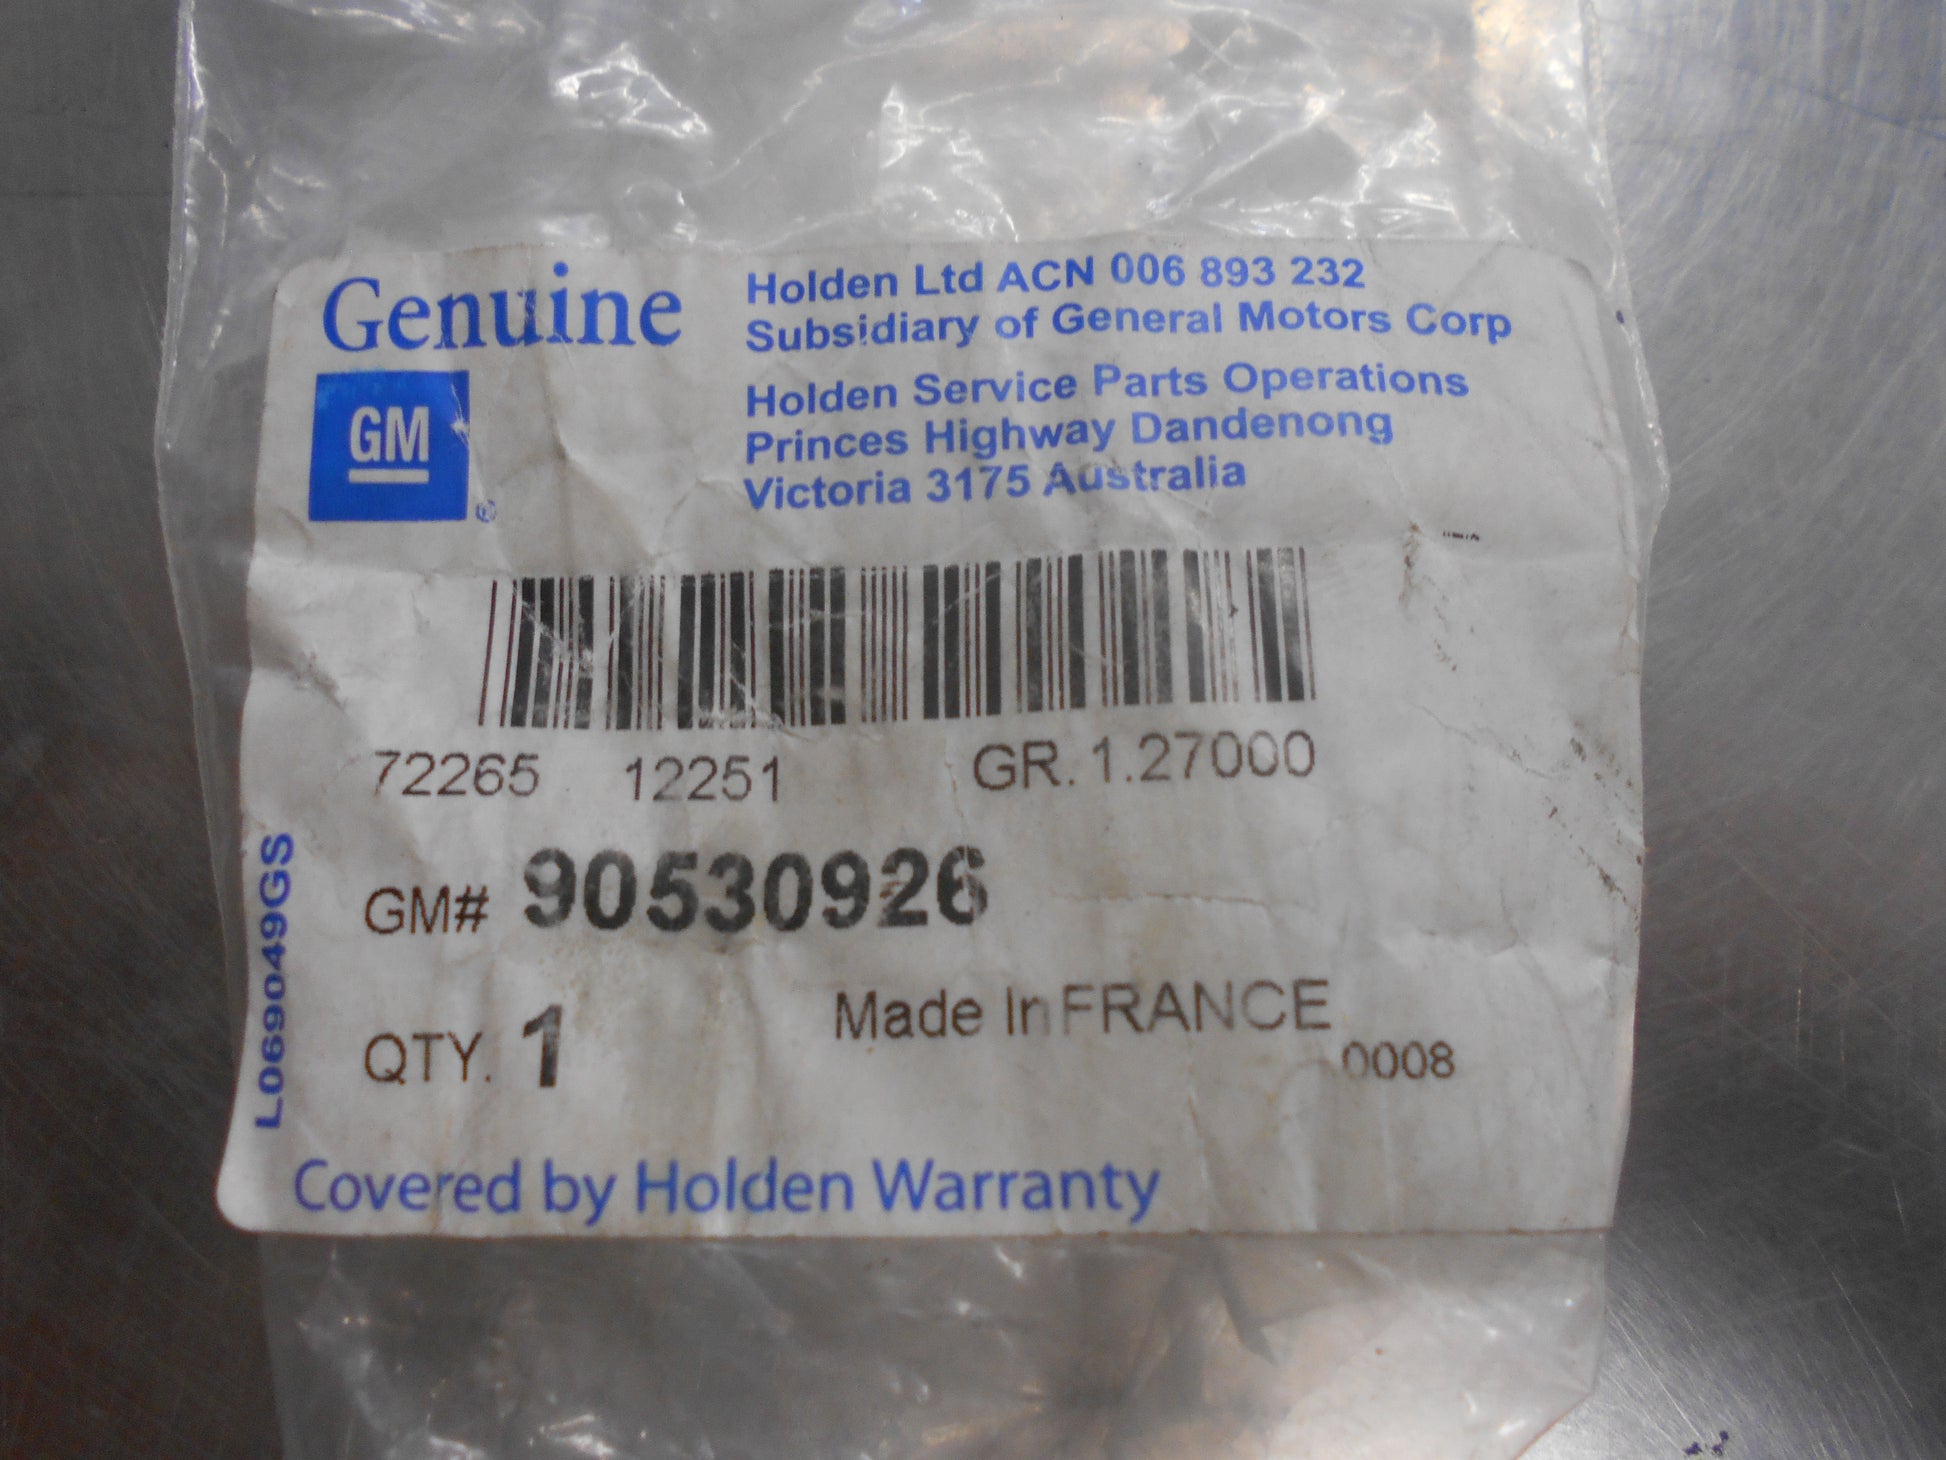 Genuine
GM
®
Holden Ltd ACN 006 893 232
Subsidiary of General Motors Corp
Holden Service Parts Operations
Princes Highway Dandenong
Victoria 3175 Australia
72265 12251 GR. 1.27000
GM# 90530926
QTY. 1 Made In FRANCE
0008
L069049GS
Covered by Holden Warranty